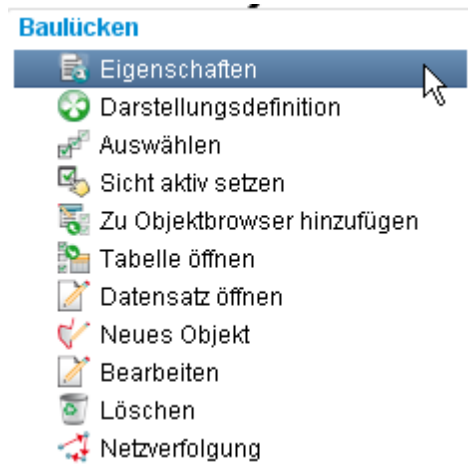 Baulücken
Eigenschaften
Darstellungsdefinition
Auswählen
Sicht aktiv setzen
Zu Objektbrowser hinzufügen
Tabelle öffnen
Datensatz öffnen
Neues Objekt
Bearbeiten
Löschen
Netzverfolgung